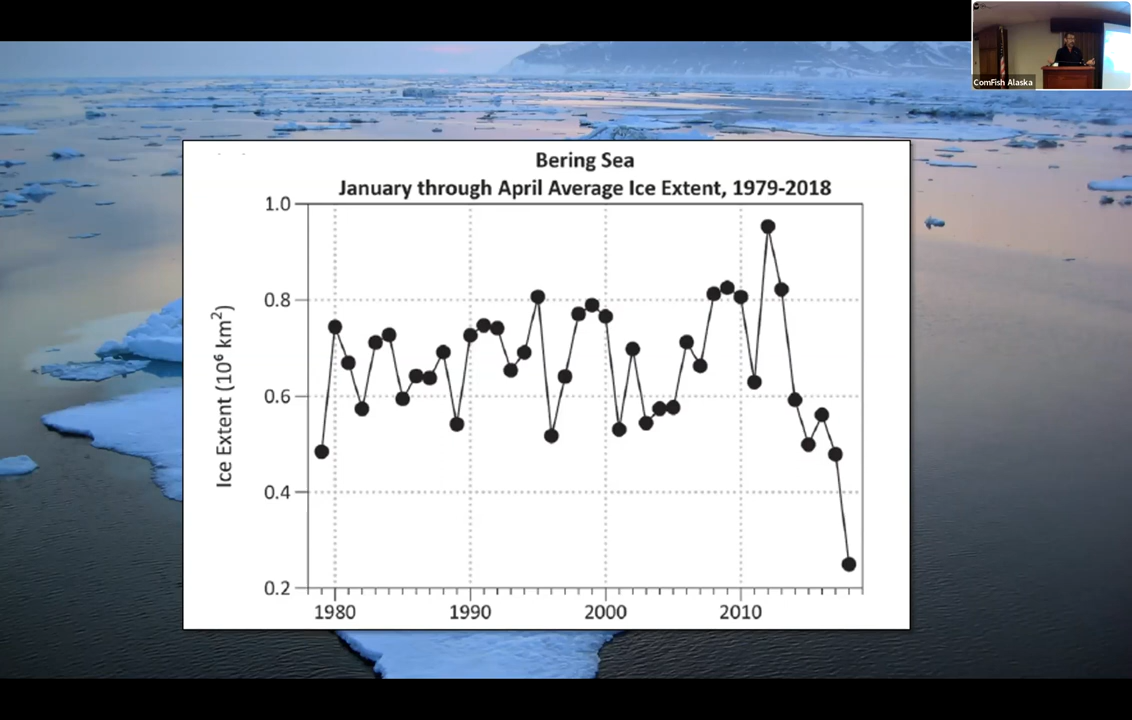 ComFish Alaska
Bering Sea
January through April Average Ice Extent, 1979-2018
1.0
0.8
0.6
0.4
0.2
Ice Extent (10⁶ km²)
1980 1990 2000 2010